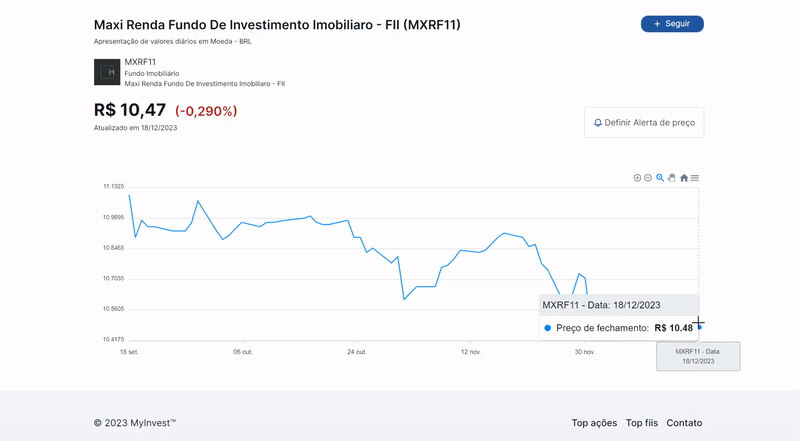 Maxi Renda Fundo De Investimento Imobiliaro - FII (MXRF11)
+ Seguir
Apresentação de valores diários em Moeda - BRL
MXRF11
Fundo Imobiliário
Maxi Renda Fundo De Investimento Imobiliaro - FII
R$ 10,47 (-0,290%)
Atualizado em 18/12/2023
Definir Alerta de preço
11.1325
10.9895
10.8465
10.7035
10.5605
10.4175
MXRF11 - Data: 18/12/2023
Preço de fechamento: R$ 10.48
18 set.
06 out.
24 out.
12 nov.
30 nov.
MXRF11 - Data
18/12/2023
© 2023 MyInvest™
Top ações Top fiis Contato